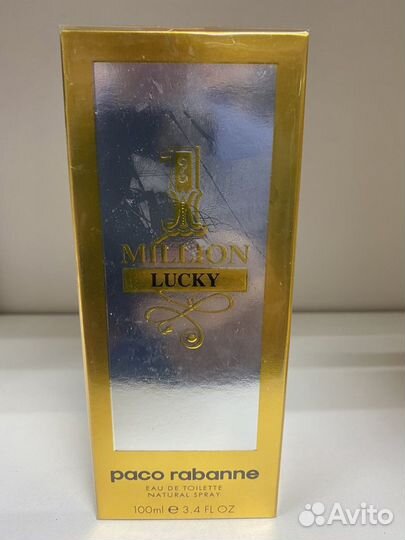 1
MILLION
LUCKY
paco rabanne
EAU DE TOILETTE
NATURAL SPRAY
100ml e 3.4 FL OZ
Avito